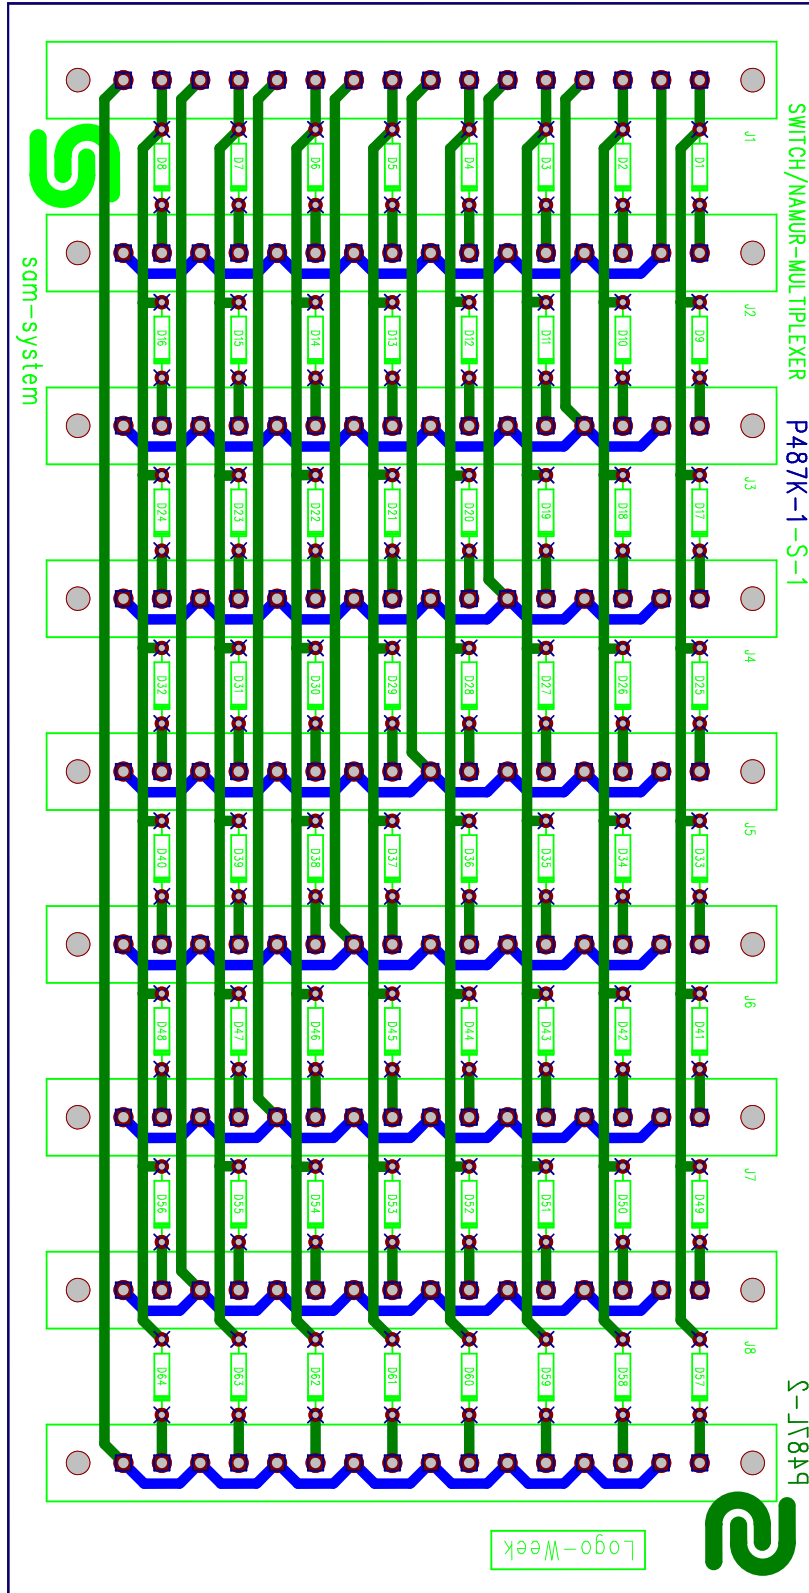 SWITCH/NAMUR-MULTIPLEXER
P487K-1-S-1
sam-system
J1
D8 D7 D6 D5 D4 D3 D2 D1
J2
D16 D15 D14 D13 D12 D11 D10 D9
J3
D24 D23 D22 D21 D20 D19 D18 D17
J4
D32 D31 D30 D29 D28 D27 D26 D25
J5
D40 D39 D38 D37 D36 D35 D34 D33
J6
D48 D47 D46 D45 D44 D43 D42 D41
J7
D56 D55 D54 D53 D52 D51 D50 D49
J8
D64 D63 D62 D61 D60 D59 D58 D57
P487L-2
Logo-Week